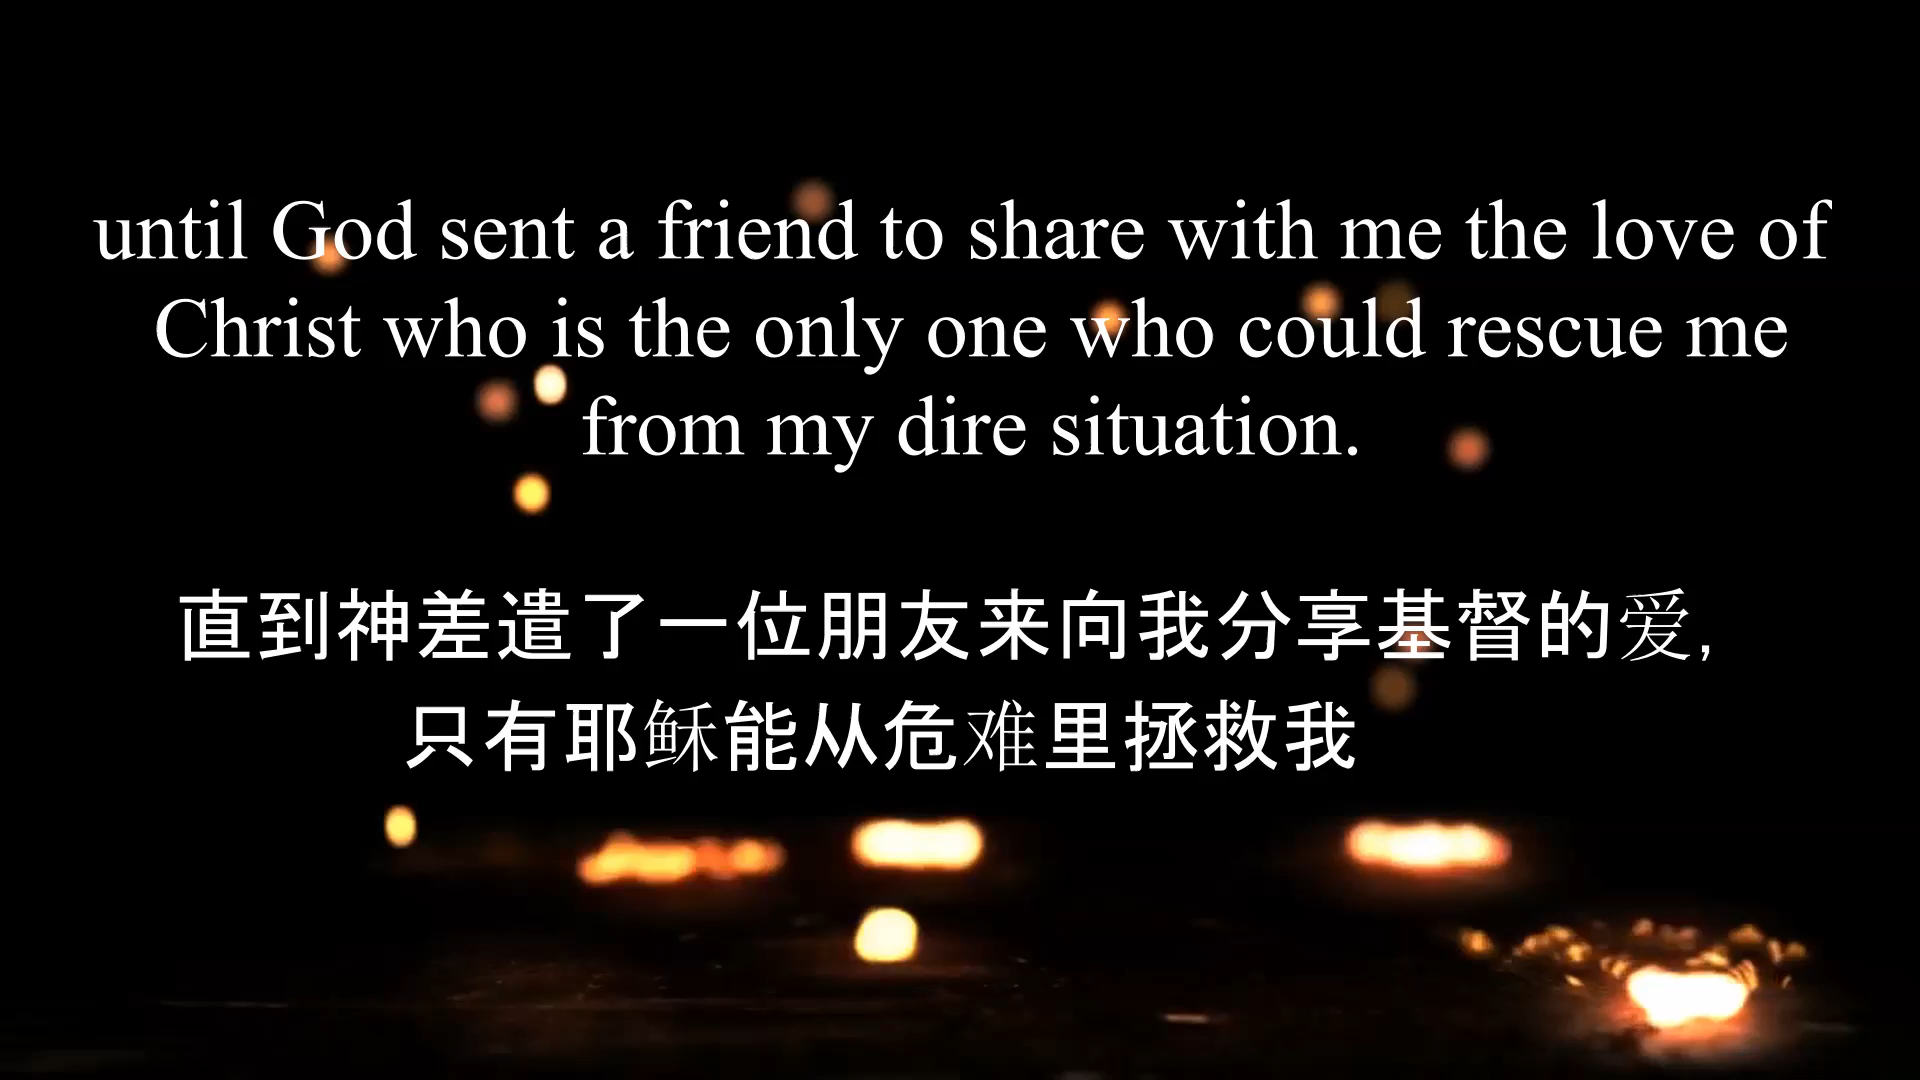 until God sent a friend to share with me the love of
Christ who is the only one who could rescue me
from my dire situation.
直到神差遣了一位朋友来向我分享基督的爱,
只有耶稣能从危难里拯救我